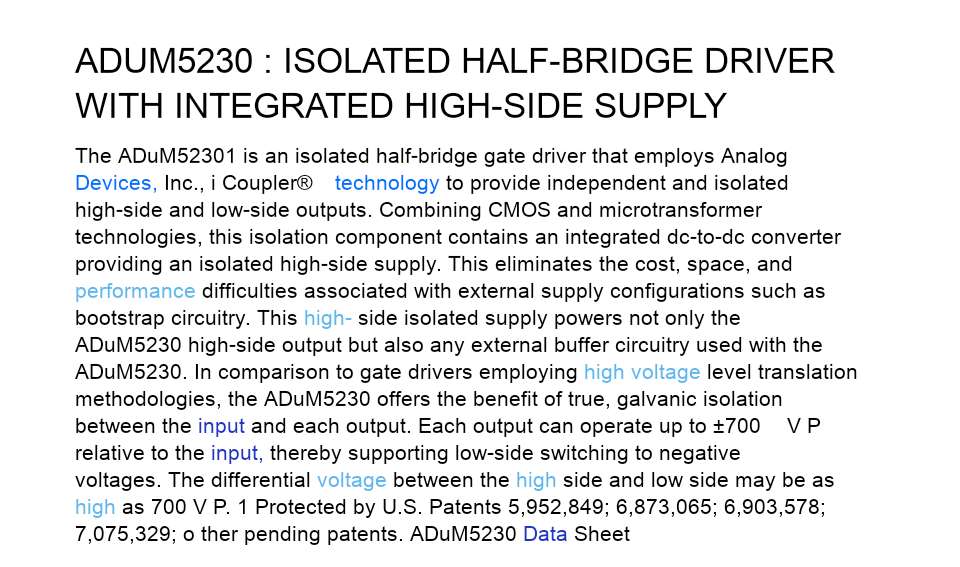 ADUM5230 : ISOLATED HALF-BRIDGE DRIVER
WITH INTEGRATED HIGH-SIDE SUPPLY
The ADuM52301 is an isolated half-bridge gate driver that employs Analog
Devices, Inc., i Coupler® technology to provide independent and isolated
high-side and low-side outputs. Combining CMOS and microtransformer
technologies, this isolation component contains an integrated dc-to-dc converter
providing an isolated high-side supply. This eliminates the cost, space, and
performance difficulties associated with external supply configurations such as
bootstrap circuitry. This high- side isolated supply powers not only the
ADuM5230 high-side output but also any external buffer circuitry used with the
ADuM5230. In comparison to gate drivers employing high voltage level translation
methodologies, the ADuM5230 offers the benefit of true, galvanic isolation
between the input and each output. Each output can operate up to ±700 V P
relative to the input, thereby supporting low-side switching to negative
voltages. The differential voltage between the high side and low side may be as
high as 700 V P. 1 Protected by U.S. Patents 5,952,849; 6,873,065; 6,903,578;
7,075,329; o ther pending patents. ADuM5230 Data Sheet